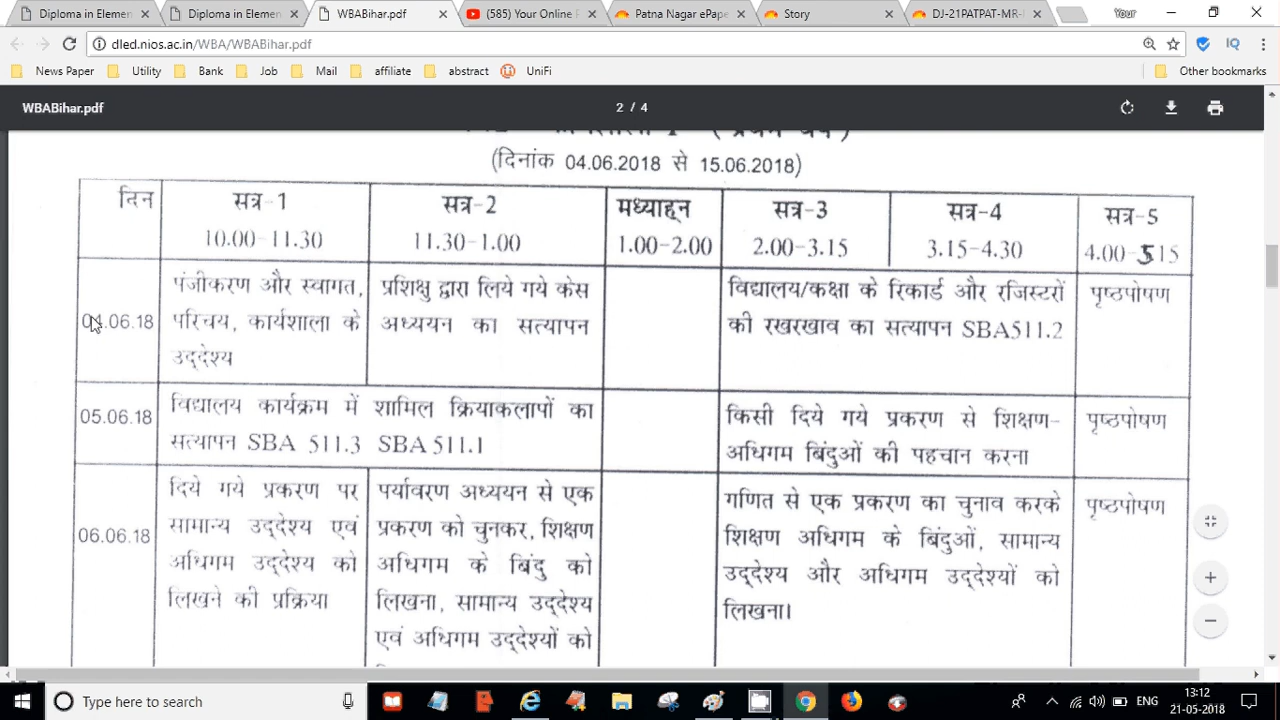 Diploma in Elemen
Diploma in Elemen
WBABihar.pdf
(585) Your Online
Patna Nagar ePape
Story
DJ-21PATPAT-MR-
Your
dled.nios.ac.in/WBA/WBABihar.pdf
IQ
News Paper
Utility
Bank
Job
Mail
affiliate
abstract
UniFi
Other bookmarks
WBABihar.pdf
2 / 4
(दिनांक 04.06.2018 से 15.06.2018)
दिन
सत्र-1
10.00-11.30
सत्र-2
11.30-1.00
मध्याह्न
1.00-2.00
सत्र-3
2.00-3.15
सत्र-4
3.15-4.30
सत्र-5
4.00-5.15
04.06.18
पंजीकरण और स्वागत,
परिचय, कार्यशाला के
उद्देश्य
प्रशिक्षु द्वारा लिये गये केस
अध्ययन का सत्यापन
विद्यालय/कक्षा के रिकार्ड और रजिस्टरों
की रखरखाव का सत्यापन SBA511.2
पृष्ठपोषण
05.06.18
विद्यालय कार्यक्रम में शामिल क्रियाकलापों का
सत्यापन SBA 511.3 SBA 511.1
किसी दिये गये प्रकरण से शिक्षण-
अधिगम बिंदुओं की पहचान करना
पृष्ठपोषण
06.06.18
दिये गये प्रकरण पर
सामान्य उद्देश्य एवं
अधिगम उद्देश्य को
लिखने की प्रक्रिया
पर्यावरण अध्ययन से एक
प्रकरण को चुनकर, शिक्षण
अधिगम के बिंदु को
लिखना, सामान्य उद्देश्य
एवं अधिगम उद्देश्यों को
गणित से एक प्रकरण का चुनाव करके
शिक्षण अधिगम के बिंदुओं, सामान्य
उद्देश्य और अधिगम उद्देश्यों को
लिखना।
पृष्ठपोषण
Type here to search
ENG
13:12
21-05-2018